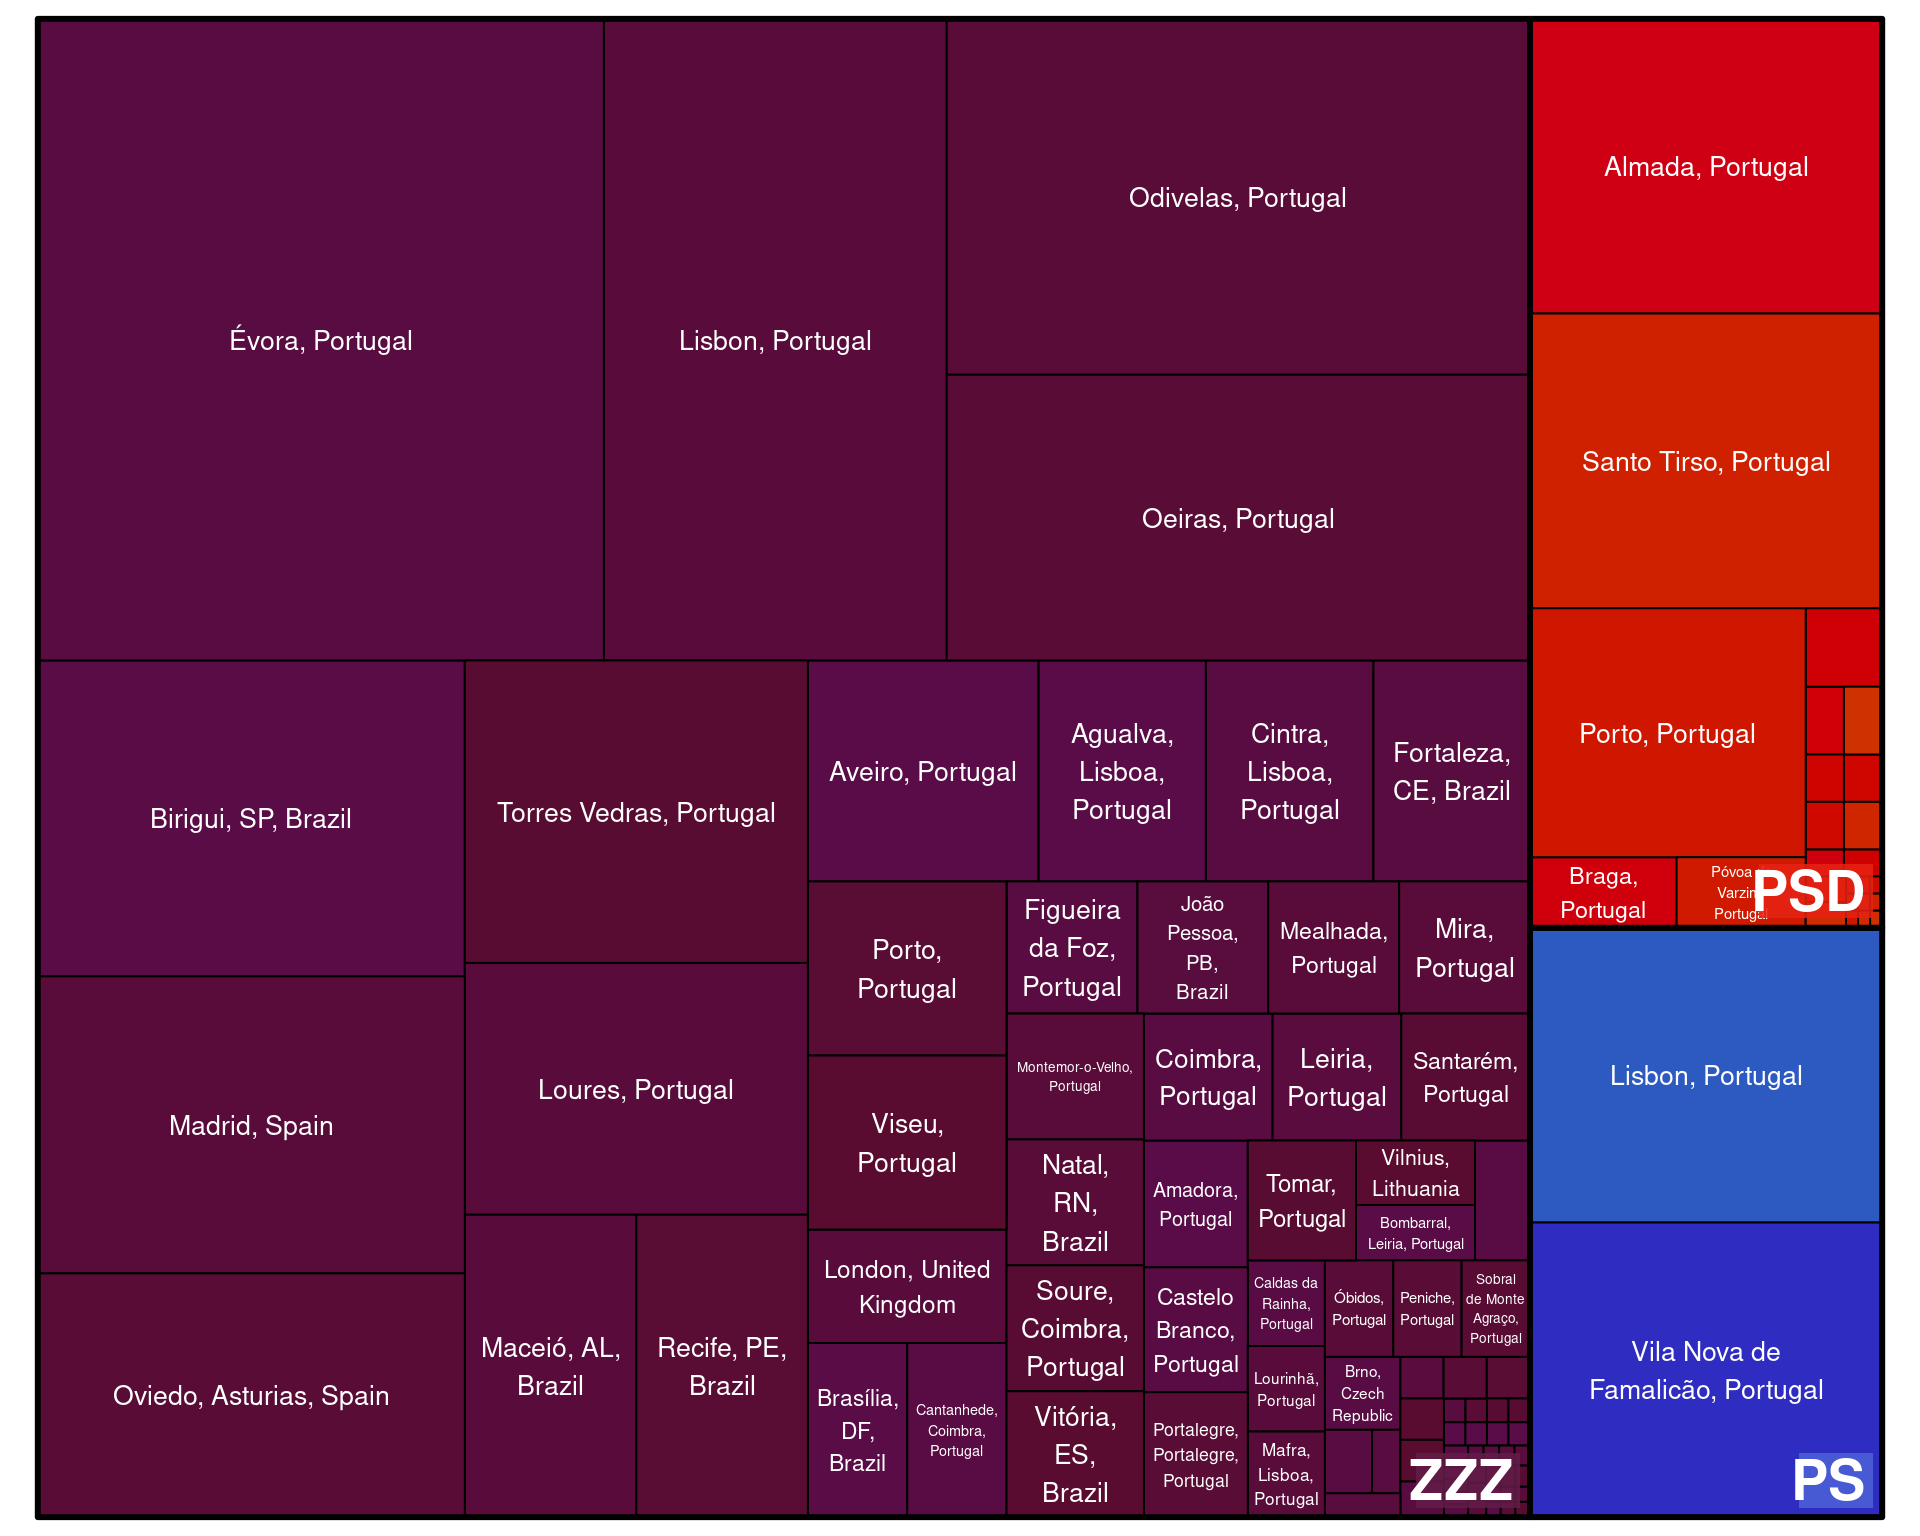 Évora, Portugal
Lisbon, Portugal
Odivelas, Portugal
Oeiras, Portugal
Almada, Portugal
Santo Tirso, Portugal
Porto, Portugal
Braga,
Portugal
Póvoa
Varzim
Portugal
PSD
Birigui, SP, Brazil
Madrid, Spain
Oviedo, Asturias, Spain
Torres Vedras, Portugal
Loures, Portugal
Maceió, AL,
Brazil
Recife, PE,
Brazil
Aveiro, Portugal
Agualva,
Lisboa,
Portugal
Cintra,
Lisboa,
Portugal
Fortaleza,
CE, Brazil
Porto,
Portugal
Viseu,
Portugal
London, United
Kingdom
Brasília,
DF,
Brazil
Cantanhede,
Coimbra,
Portugal
Figueira
da Foz,
Portugal
João
Pessoa,
PB,
Brazil
Mealhada,
Portugal
Mira,
Portugal
Montemor-o-Velho,
Portugal
Coimbra,
Portugal
Leiria,
Portugal
Santarém,
Portugal
Natal,
RN,
Brazil
Soure,
Coimbra,
Portugal
Vitória,
ES,
Brazil
Amadora,
Portugal
Castelo
Branco,
Portugal
Portalegre,
Portalegre,
Portugal
Tomar,
Portugal
Vilnius,
Lithuania
Bombarral,
Leiria, Portugal
Caldas da
Rainha,
Portugal
Óbidos,
Portugal
Peniche,
Portugal
Sobral
de Monte
Agraço,
Portugal
Lourinhã,
Portugal
Brno,
Czech
Republic
Mafra,
Lisboa,
Portugal
ZZZ
Lisbon, Portugal
Vila Nova de
Famalicão, Portugal
PS